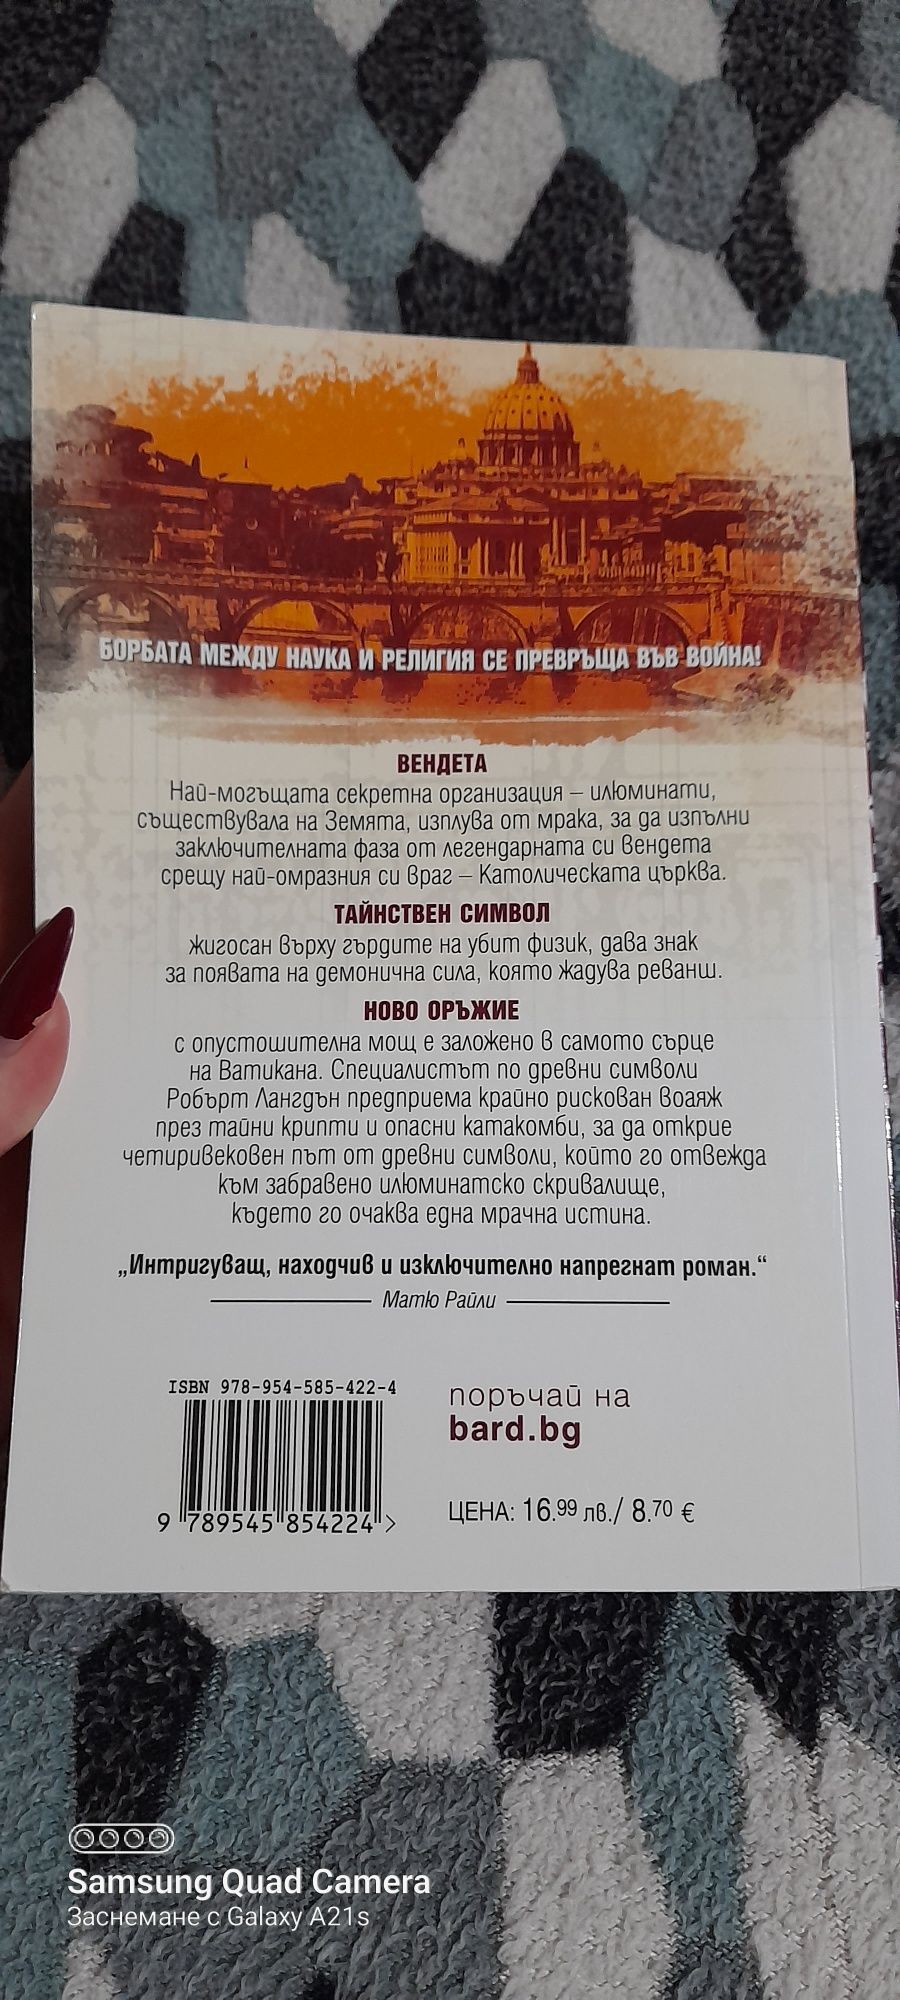 БОРБАТА МЕЖДУ НАУКА И РЕЛИГИЯ СЕ ПРЕВРЪЩА ВЪВ ВОЙНА!
ВЕНДЕТА
Най-могъщата секретна организация – илюминати,
съществувала на Земята, изплува от мрака, за да изпълни
заключителната фаза от легендарната си вендета
срещу най-омразния си враг – Католическата църква.
ТАЙНСТВЕН СИМВОЛ
жигосан върху гърдите на убит физик, дава знак
за появата на демонична сила, която жадува реванш.
НОВО ОРЪЖИЕ
с опустошителна мощ е заложено в самото сърце
на Ватикана. Специалистът по древни символи
Робърт Лангдън предприема крайно рискован вояж
през тайни крипти и опасни катакомби, за да открие
четиривековен път от древни символи, който го отвежда
към забравено илюминатско скривалище,
където го очаква една мрачна истина.
„Интригуващ, находчив и изключително напрегнат роман.“
Матю Райли
ISBN 978-954-585-422-4
поръчай на
bard.bg
9 789545 854224 >
ЦЕНА: 16.99 лв./ 8.70 €
Samsung Quad Camera
Заснемане с Galaxy A21s